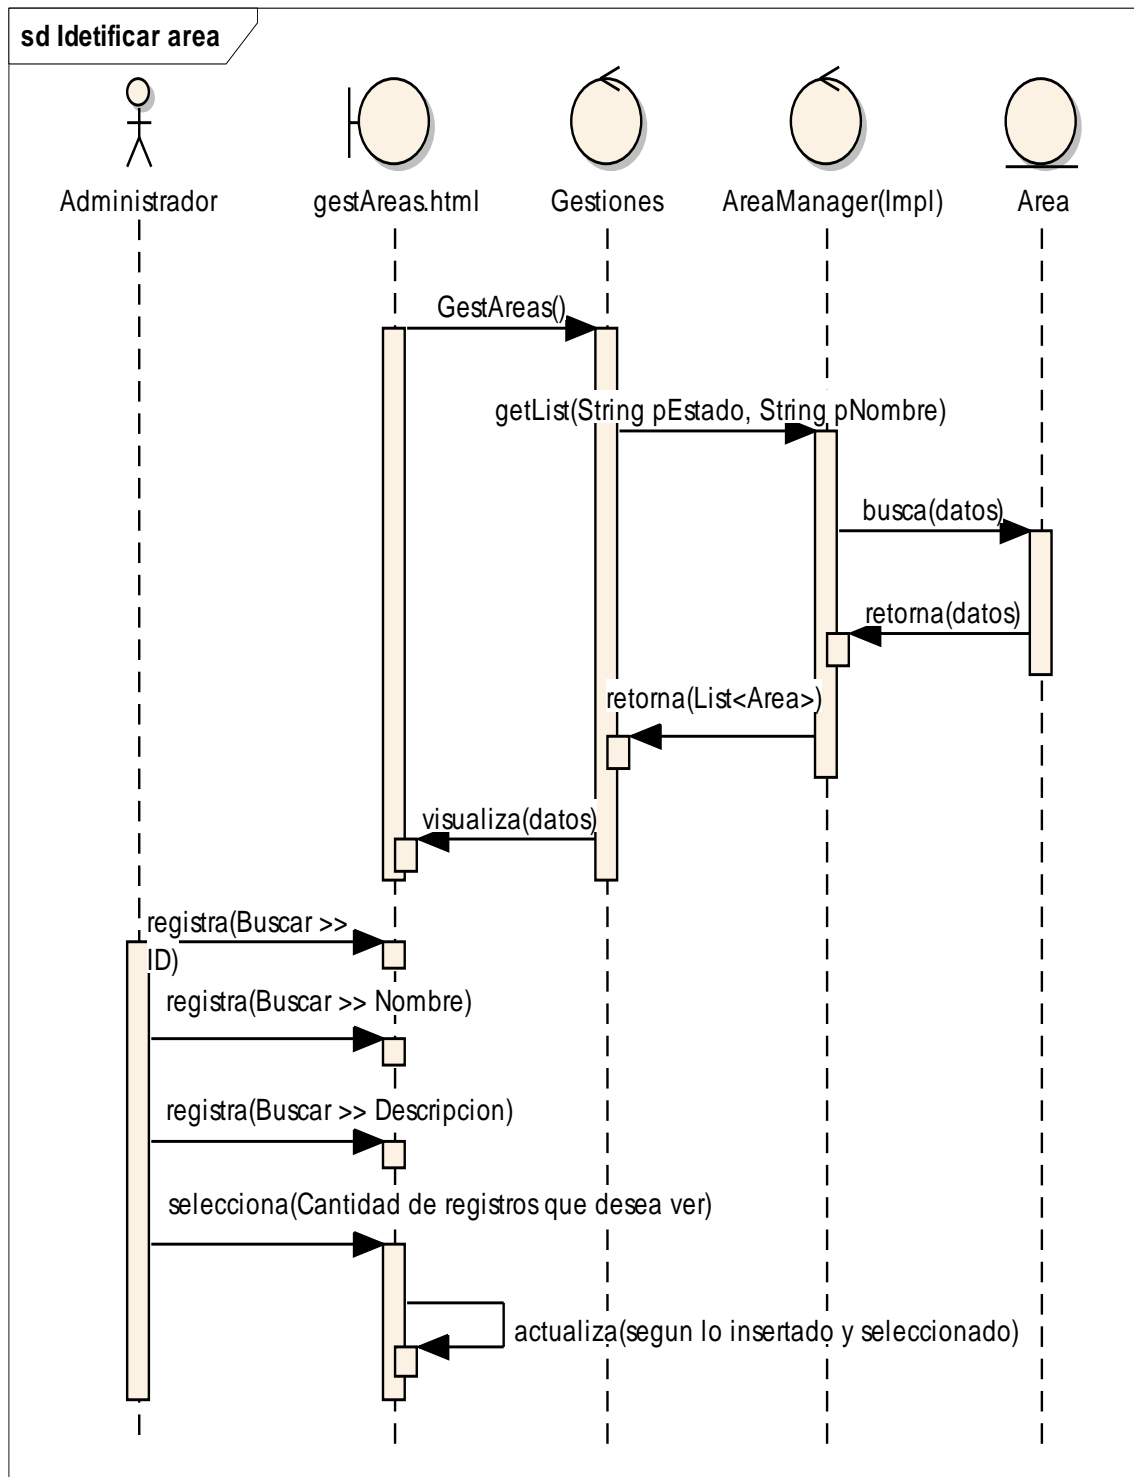 sd Idetificar area
Administrador
gestAreas.html
Gestiones
AreaManager(Impl)
Area
GestAreas()
getList(String pEstado, String pNombre)
busca(datos)
retorna(datos)
retorna(List<Area>)
visualiza(datos)
registra(Buscar >>
ID)
registra(Buscar >> Nombre)
registra(Buscar >> Descripcion)
selecciona(Cantidad de registros que desea ver)
actualiza(segun lo insertado y seleccionado)